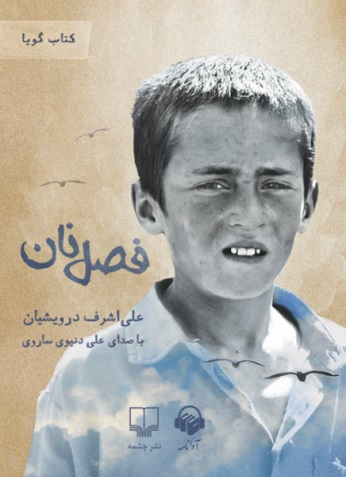 کتاب گویا
فصل نان
علی‌اشرف درویشیان
با صدای علی دنیوی ساروی
آوانامه
نشر چشمه